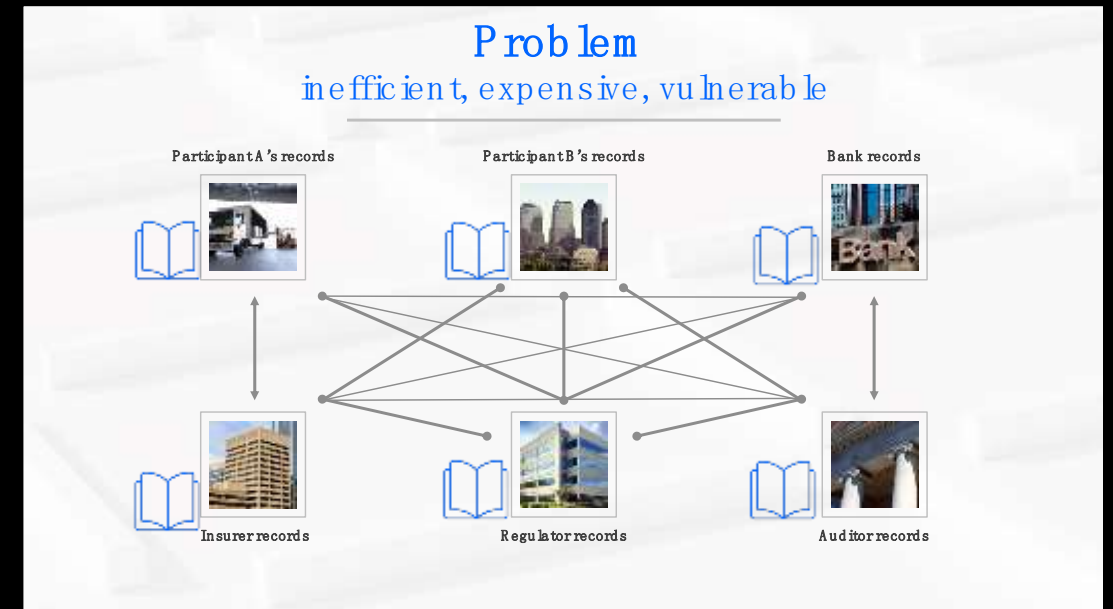 Problem
inefficient, expensive, vulnerable
Participant A's records
Participant B's records
Bank records
Bank
Insurer records
Regulator records
Auditor records